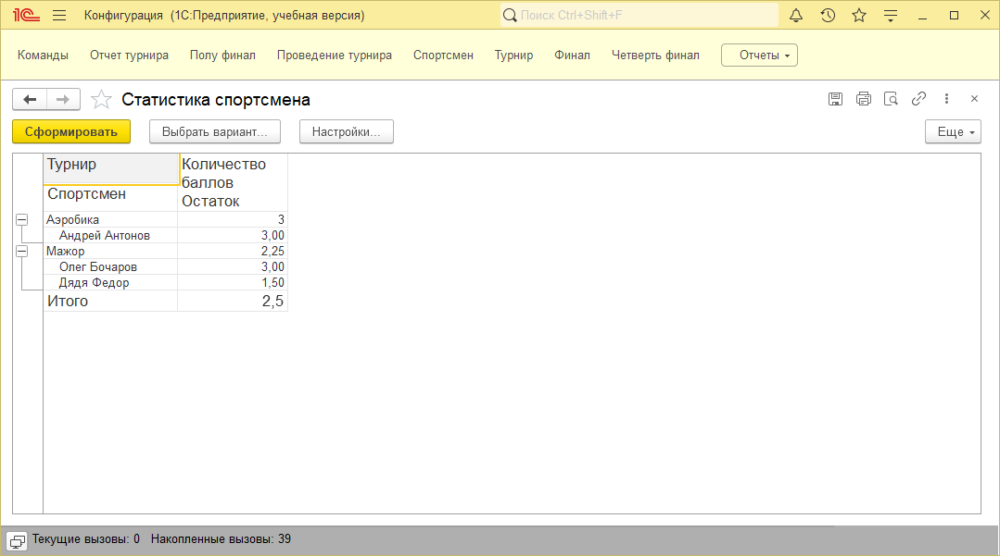 1С Конфигурация (1С:Предприятие, учебная версия) Поиск Ctrl+Shift+F
Команды Отчет турнира Полу финал Проведение турнира Спортсмен Турнир Финал Четверть финал Отчеты
Статистика спортсмена
Сформировать Выбрать вариант... Настройки... Еще
Турнир Количество
баллов
Спортсмен Остаток
Аэробика 3
Андрей Антонов 3,00
Мажор 2,25
Олег Бочаров 3,00
Дядя Федор 1,50
Итого 2,5
Текущие вызовы: 0 Накопленные вызовы: 39